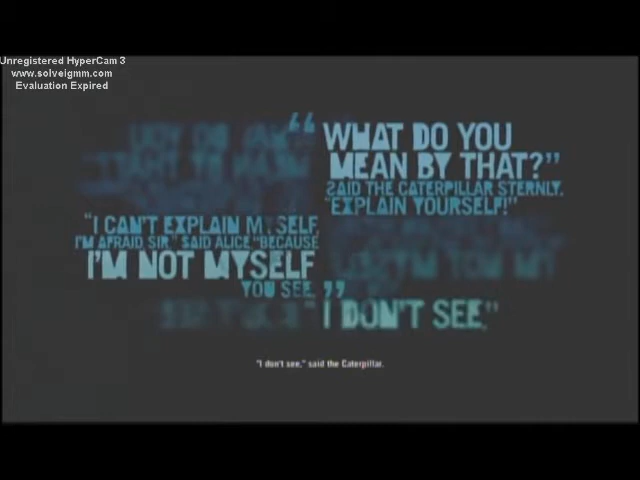 Unregistered HyperCam 3
www.solveigmm.com
Evaluation Expired
“WHAT DO YOU
MEAN BY THAT?”
SAID THE CATERPILLAR STERNLY.
“EXPLAIN YOURSELF!”
“I CAN'T EXPLAIN MYSELF,
I'M AFRAID SIR,” SAID ALICE, “BECAUSE
I'M NOT MYSELF
YOU SEE.”
“I DON'T SEE,”
"I don't see," said the Caterpillar.